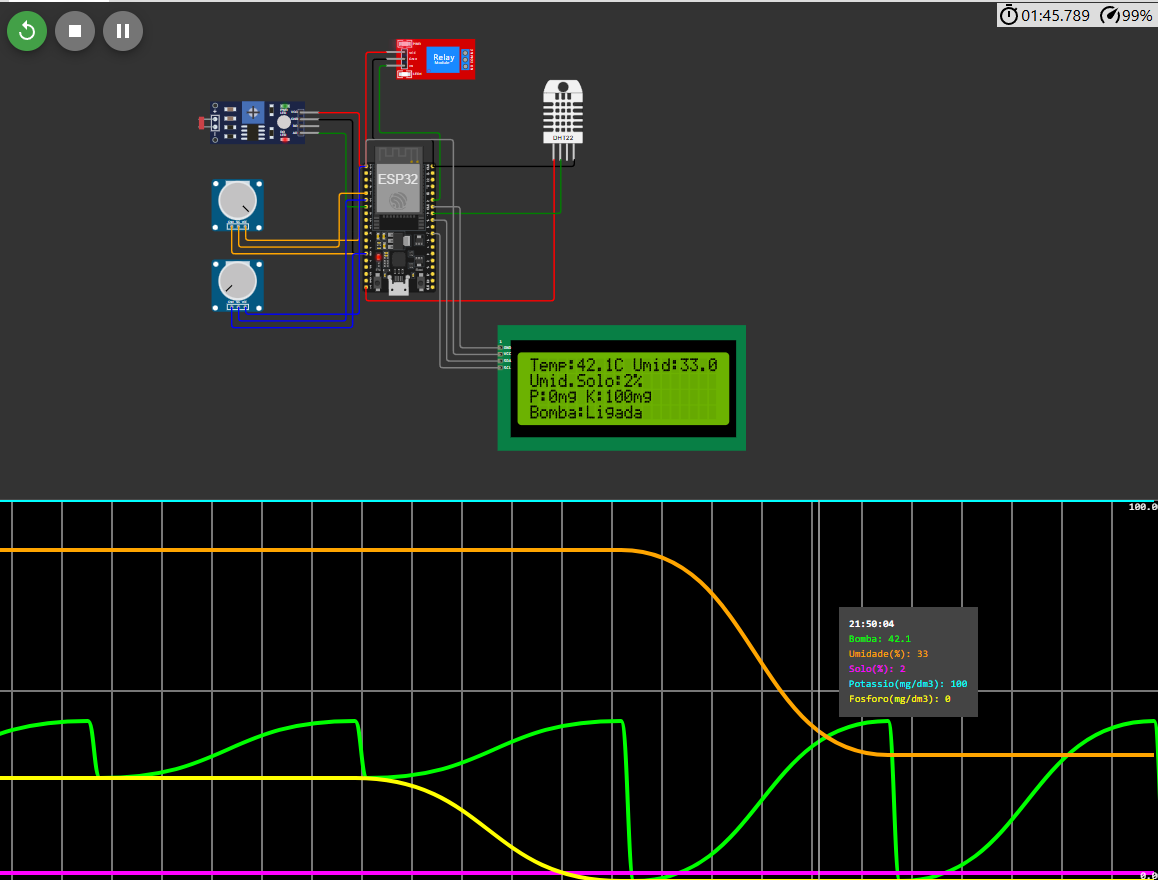 01:45.789 99%
Relay
Module
DHT22
ESP32
Temp:42.1C Umid:33.0
Umid.Solo:2%
P:0mg K:100mg
Bomba:Ligada
100.0
21:50:04
Bomba: 42.1
Umidade(%): 33
Solo(%): 2
Potassio(mg/dm3): 100
Fosforo(mg/dm3): 0
0.0